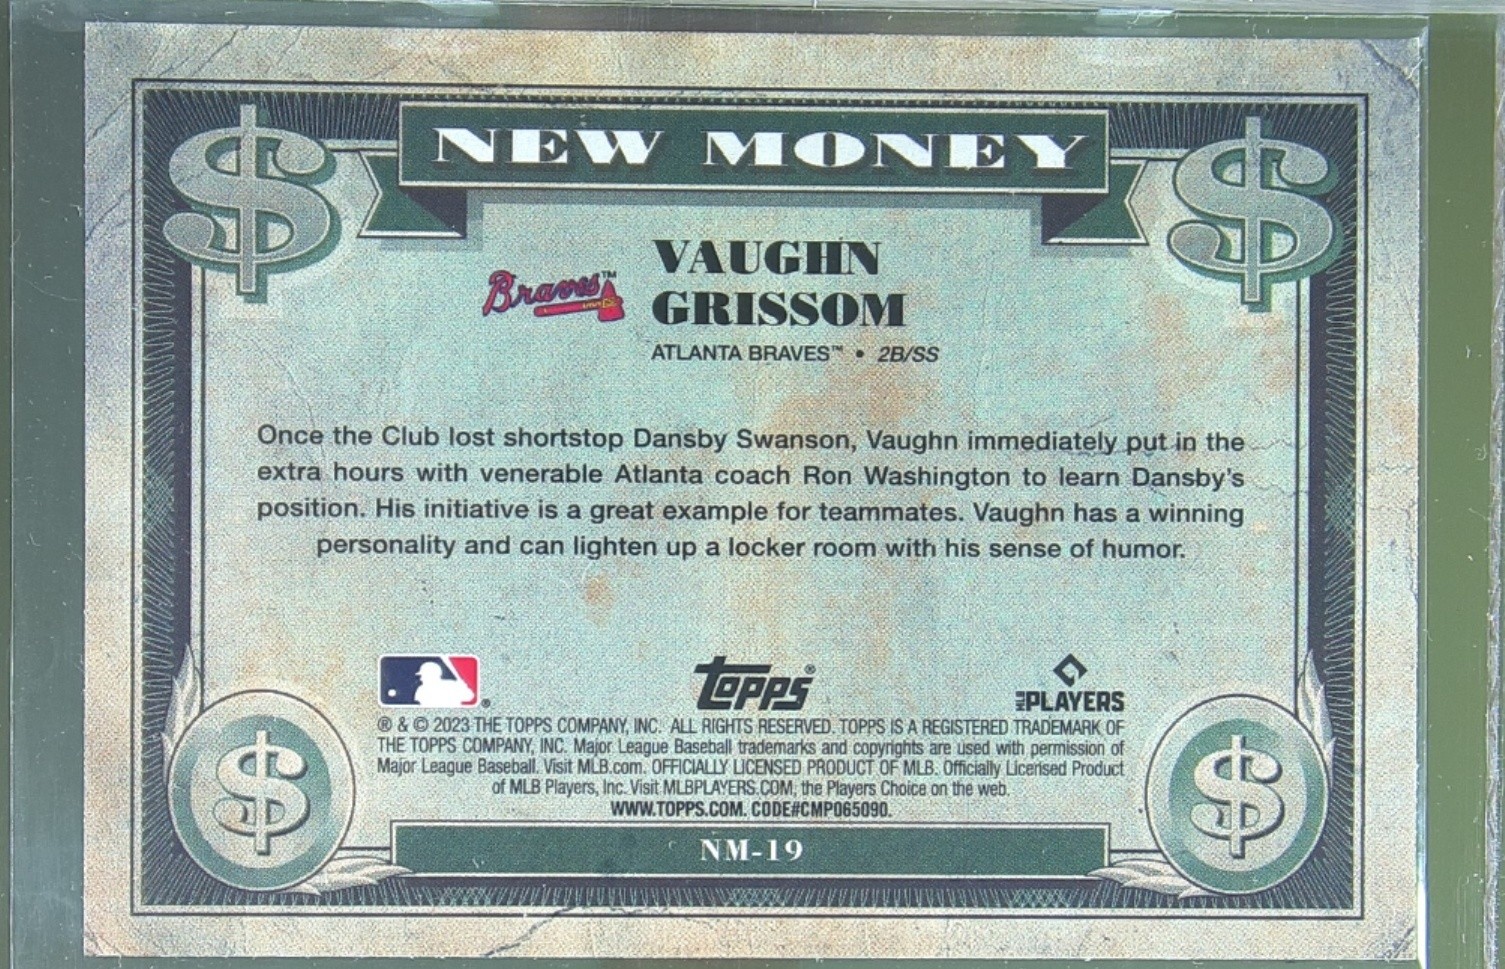 $ NEW MONEY $
Braves™
VAUGHN
GRISSOM
ATLANTA BRAVES™ • 2B/SS
Once the Club lost shortstop Dansby Swanson, Vaughn immediately put in the
extra hours with venerable Atlanta coach Ron Washington to learn Dansby's
position. His initiative is a great example for teammates. Vaughn has a winning
personality and can lighten up a locker room with his sense of humor.
® topps® MLB PLAYERS
® & © 2023 THE TOPPS COMPANY, INC. ALL RIGHTS RESERVED. TOPPS IS A REGISTERED TRADEMARK OF
THE TOPPS COMPANY, INC. Major League Baseball trademarks and copyrights are used with permission of
Major League Baseball. Visit MLB.com. OFFICIALLY LICENSED PRODUCT OF MLB. Officially Licensed Product
of MLB Players, Inc. Visit MLBPLAYERS.COM, the Players Choice on the web.
WWW.TOPPS.COM. CODE#CMP065090.
$ $
NM-19